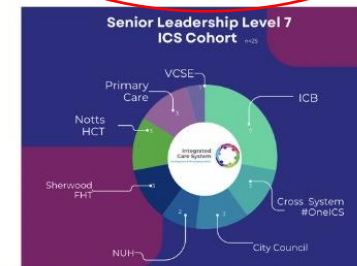 Senior Leadership Level 7
ICS Cohort n=25
VCSE
Primary
Care
ICB
Notts
HCT
Integrated
Care System
Sherwood
FHT
Cross System
#OneICS
NUH
City Council